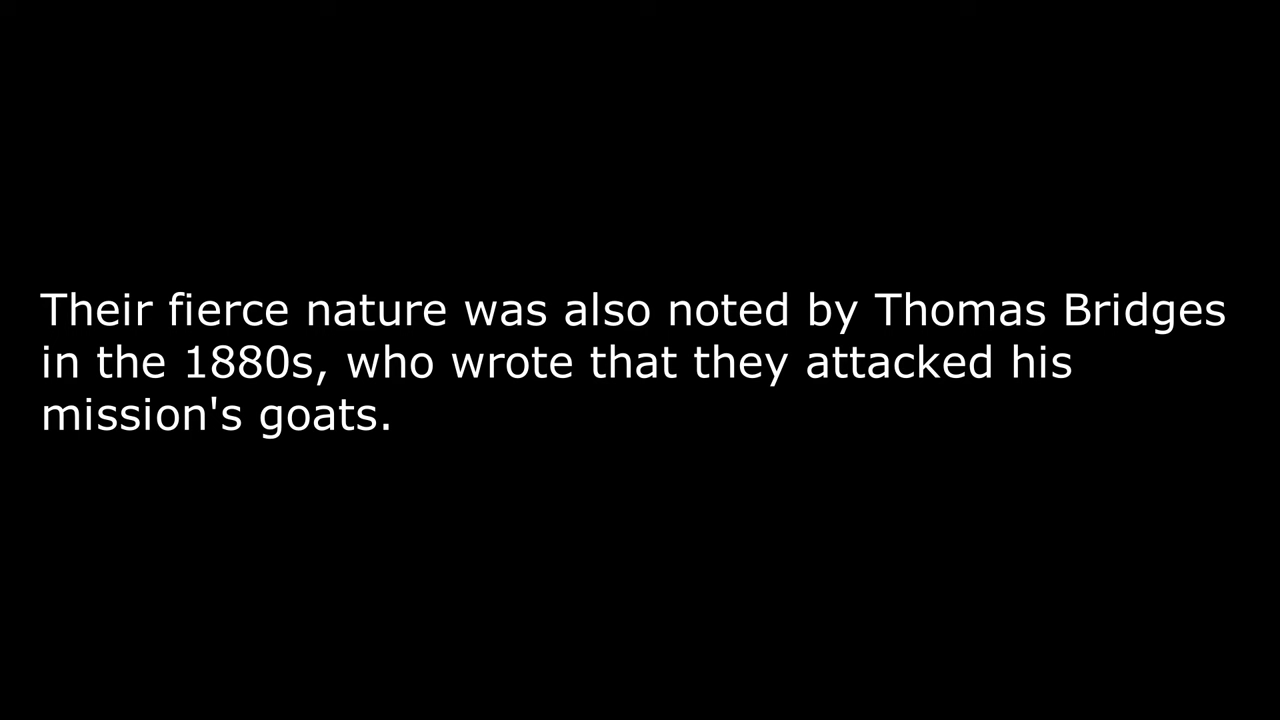 Their fierce nature was also noted by Thomas Bridges
in the 1880s, who wrote that they attacked his
mission's goats.